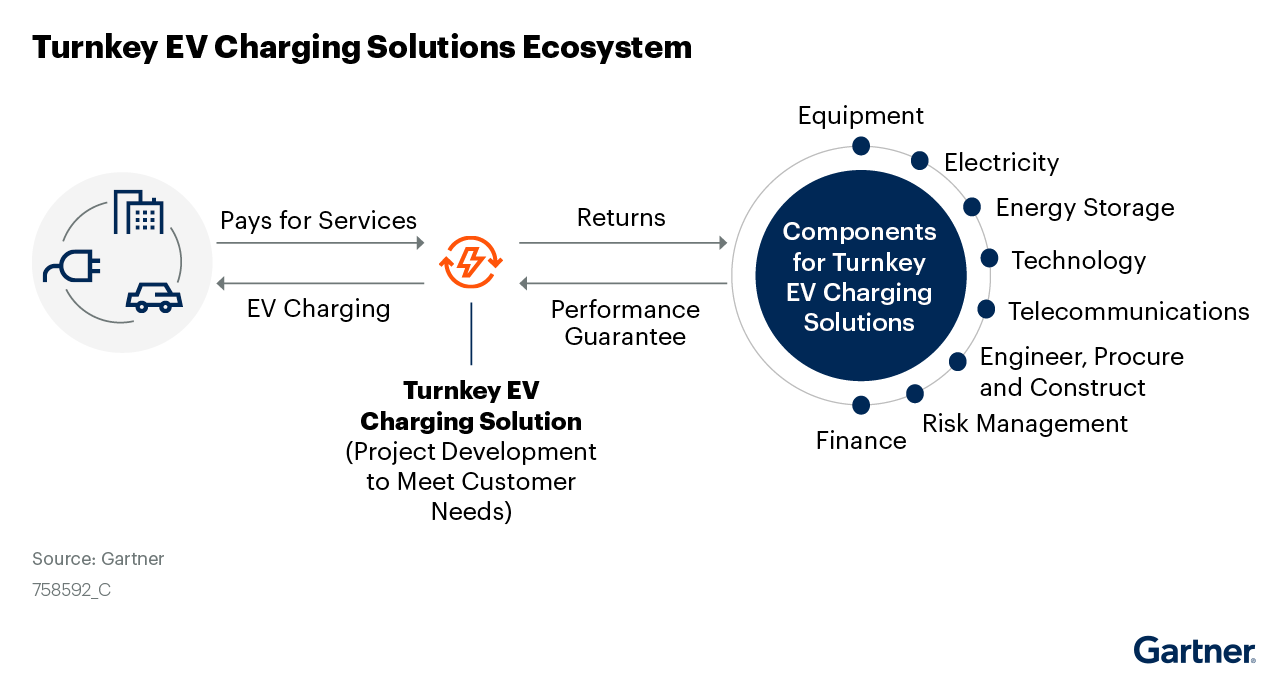 Turnkey EV Charging Solutions Ecosystem
Equipment
Electricity
Energy Storage
Technology
Telecommunications
Engineer, Procure
and Construct
Risk Management
Finance
Components
for Turnkey
EV Charging
Solutions
Pays for Services
EV Charging
Returns
Performance
Guarantee
Turnkey EV
Charging Solution
(Project Development
to Meet Customer
Needs)
Source: Gartner
758592_C
Gartner®